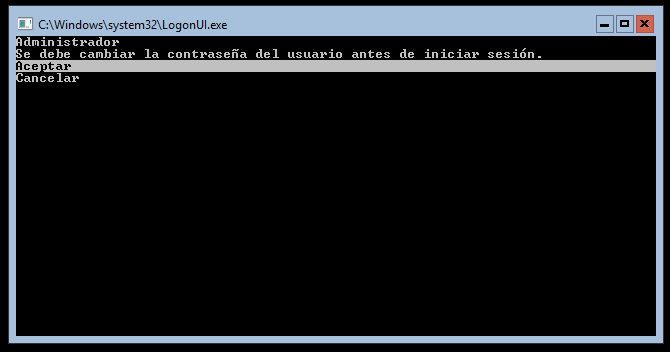 C:\Windows\system32\LogonUI.exe
Administrador
Se debe cambiar la contraseña del usuario antes de iniciar sesión.
Aceptar
Cancelar